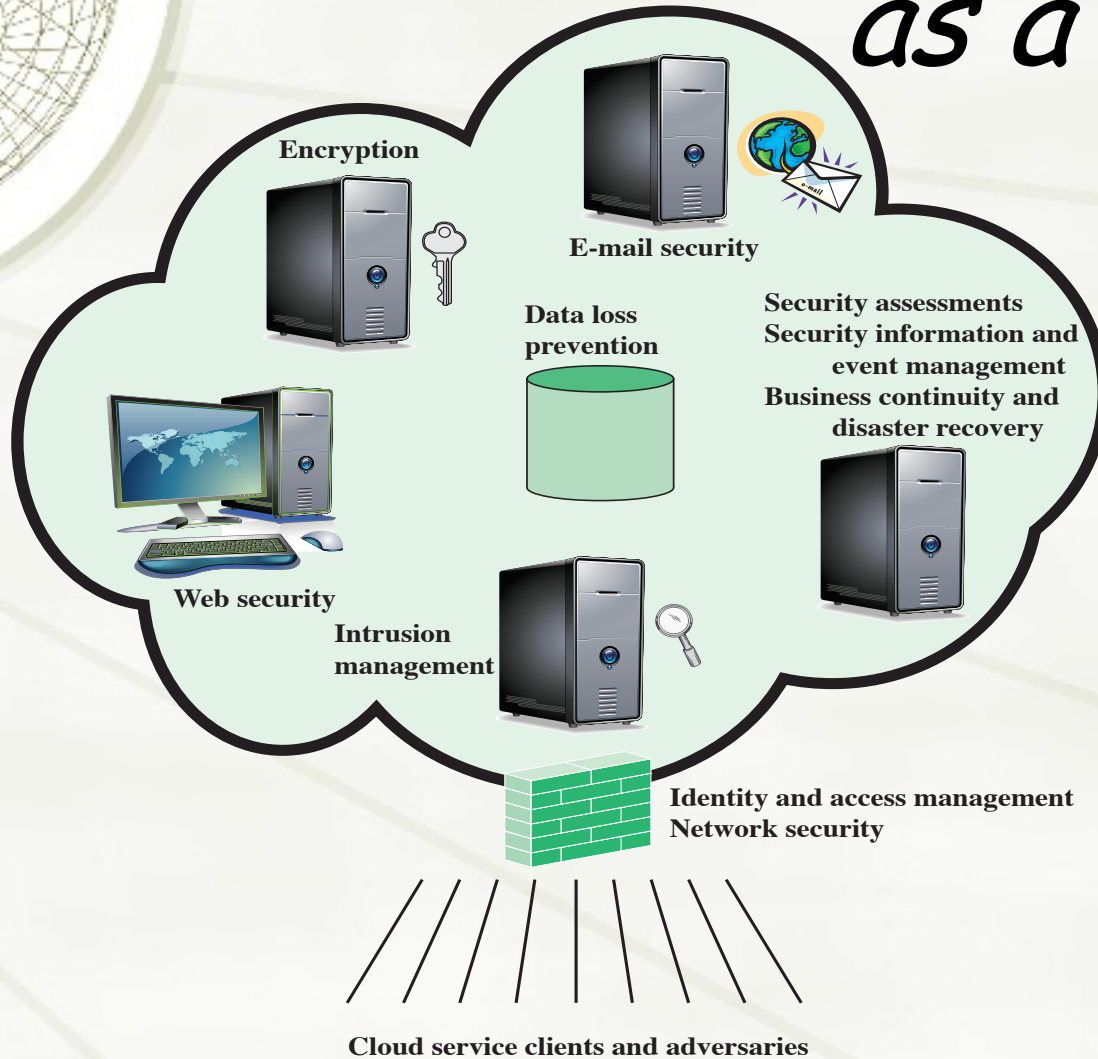 as a
Encryption
e-mail
E-mail security
Data loss
prevention
Security assessments
Security information and
event management
Business continuity and
disaster recovery
Web security
Intrusion
management
Identity and access management
Network security
Cloud service clients and adversaries